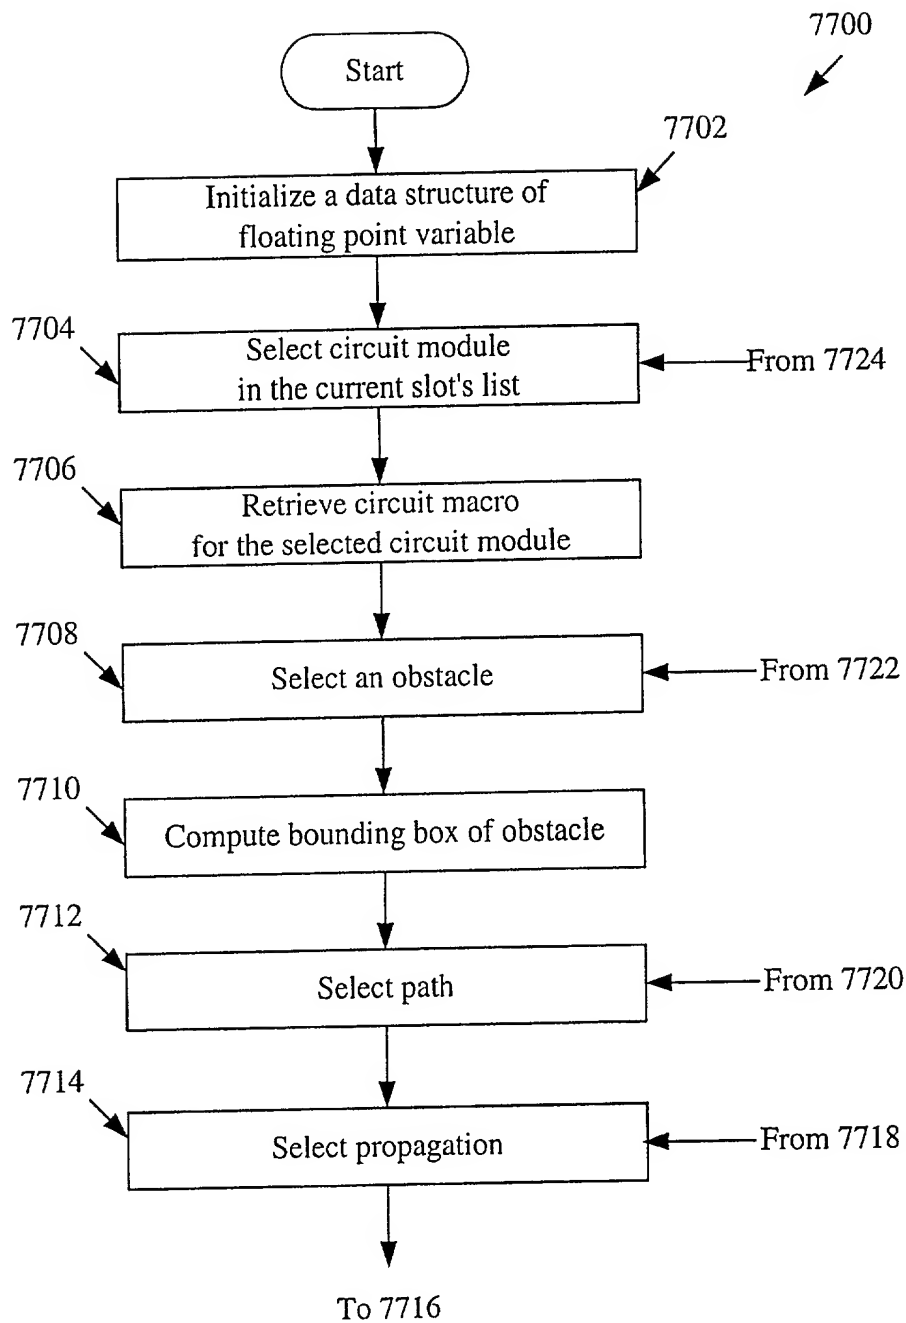 7700
Start
7702
Initialize a data structure of
floating point variable
7704
Select circuit module
in the current slot's list
From 7724
7706
Retrieve circuit macro
for the selected circuit module
7708
Select an obstacle
From 7722
7710
Compute bounding box of obstacle
7712
Select path
From 7720
7714
Select propagation
From 7718
To 7716